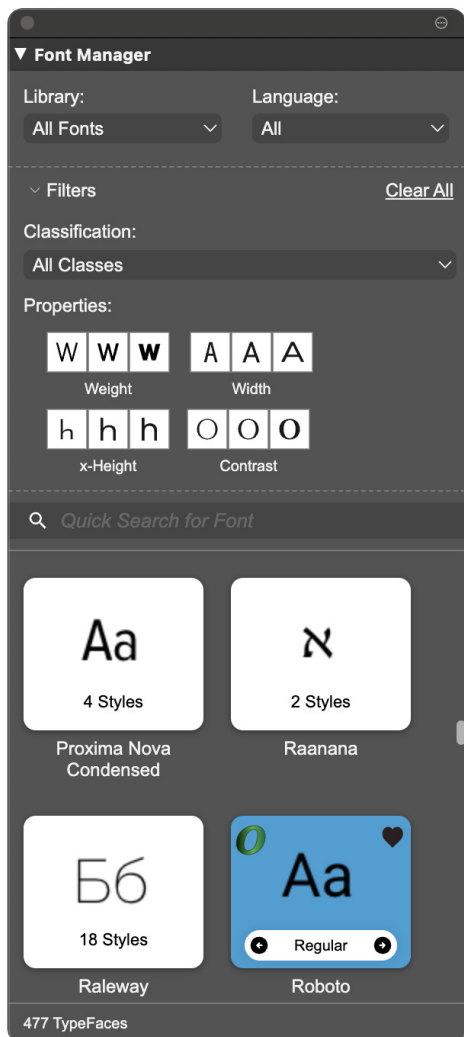 Font Manager
Library: Language:
All Fonts All
Filters Clear All
Classification:
All Classes
Properties:
W W W A A A
Weight Width
h h h O O O
x-Height Contrast
Quick Search for Font
Aa א
4 Styles 2 Styles
Proxima Nova Raanana
Condensed
O
Бб Aa
18 Styles Regular
Raleway Roboto
477 TypeFaces